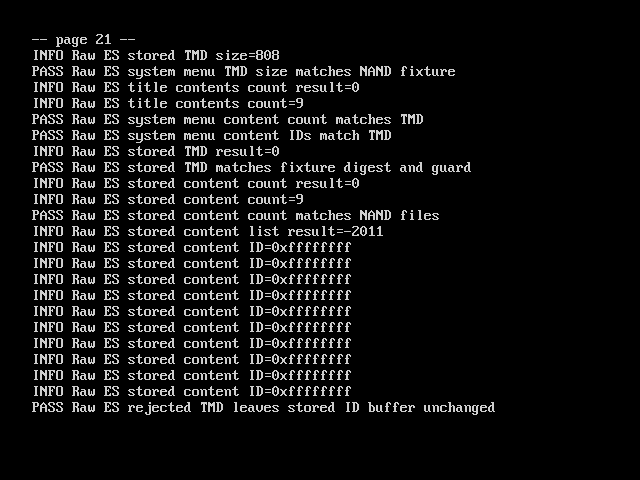 -- page 21 --
INFO Raw ES stored TMD size=808
PASS Raw ES system menu TMD size matches NAND fixture
INFO Raw ES title contents count result=0
INFO Raw ES title contents count=9
PASS Raw ES system menu content count matches TMD
PASS Raw ES system menu content IDs match TMD
INFO Raw ES stored TMD result=0
PASS Raw ES stored TMD matches fixture digest and guard
INFO Raw ES stored content count result=0
INFO Raw ES stored content count=9
PASS Raw ES stored content count matches NAND files
INFO Raw ES stored content list result=-2011
INFO Raw ES stored content ID=0xffffffff
INFO Raw ES stored content ID=0xffffffff
INFO Raw ES stored content ID=0xffffffff
INFO Raw ES stored content ID=0xffffffff
INFO Raw ES stored content ID=0xffffffff
INFO Raw ES stored content ID=0xffffffff
INFO Raw ES stored content ID=0xffffffff
INFO Raw ES stored content ID=0xffffffff
INFO Raw ES stored content ID=0xffffffff
INFO Raw ES stored content ID=0xffffffff
PASS Raw ES rejected TMD leaves stored ID buffer unchanged